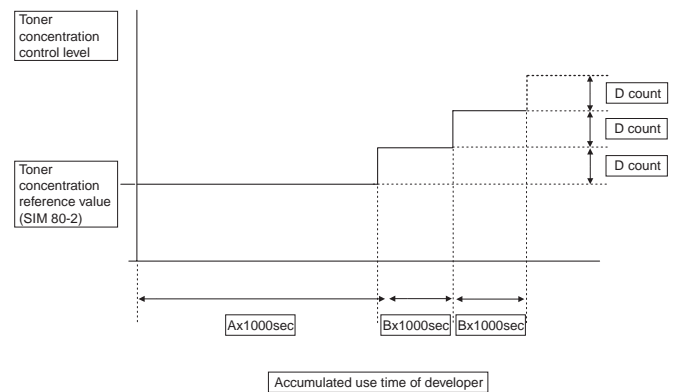 Toner
concentration
control level
D count
D count
Toner
concentration
reference value
(SIM 80-2)
D count
Ax1000sec
Bx1000sec
Bx1000sec
Accumulated use time of developer